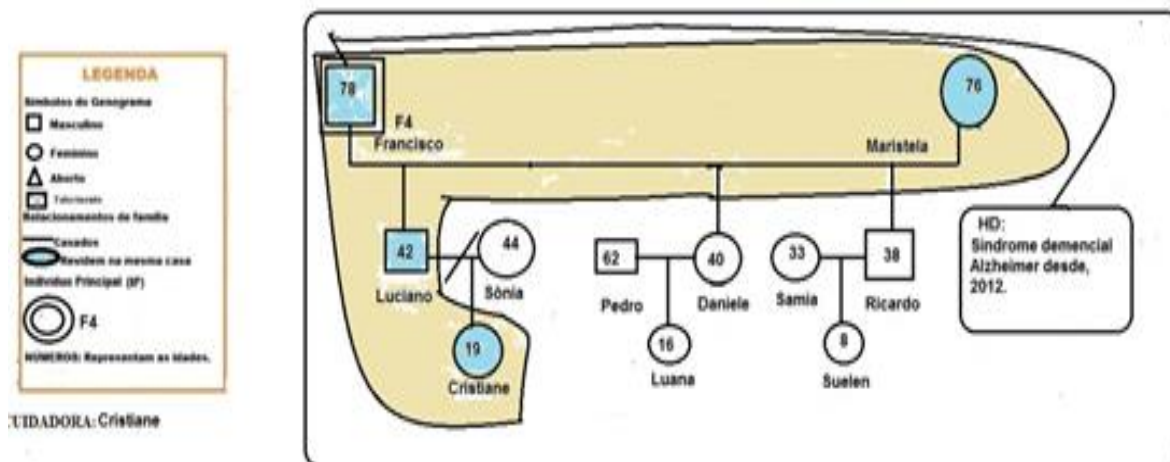 LEGENDA
Símbolos do Genograma
Masculino
Feminino
Aborto
Relacionamentos de família
Casados
Residem na mesma casa
Indivíduo Principal (IP)
F4
NÚMEROS: Representam as idades.
CUIDADORA: Cristiane
78
76
F4
Francisco
Maristela
42
44
62
40
33
38
Luciano
Sônia
Pedro
Daniele
Samia
Ricardo
19
16
8
Cristiane
Luana
Suelen
HD:
Sindrome demencial
Alzheimer desde,
2012.